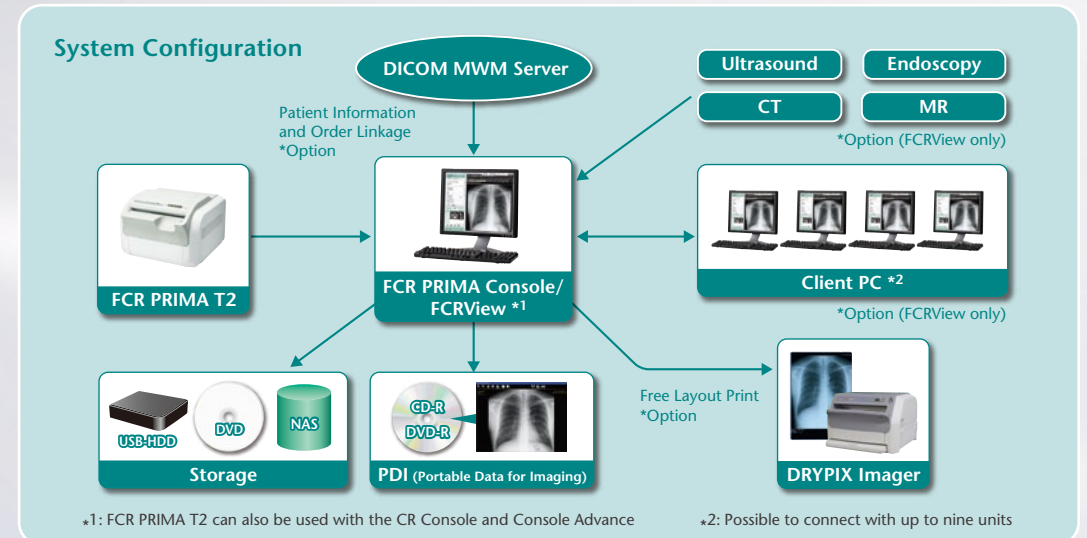 System Configuration
DICOM MWM Server
Ultrasound
Endoscopy
CT
MR
*Option (FCRView only)
Patient Information
and Order Linkage
*Option
FCR PRIMA T2
FCR PRIMA Console/
FCRView *1
Client PC *2
*Option (FCRView only)
USB-HDD
DVD
NAS
Storage
CD-R
DVD-R
PDI (Portable Data for Imaging)
Free Layout Print
*Option
DRYPIX Imager
*1: FCR PRIMA T2 can also be used with the CR Console and Console Advance
*2: Possible to connect with up to nine units